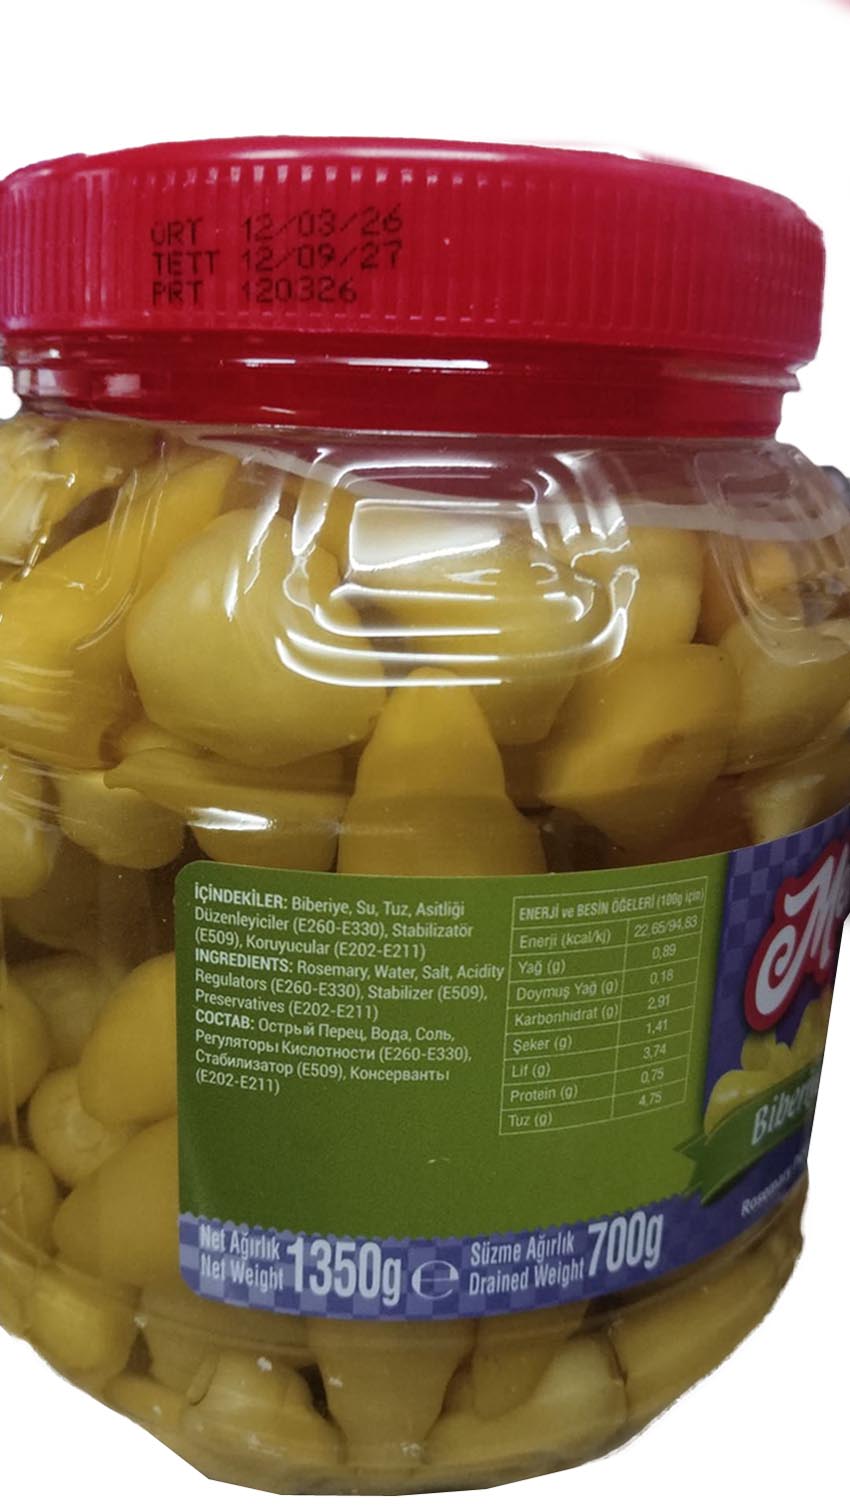 ÜRT 12/03/26
TETT 12/09/27
PRT 120326
İÇİNDEKİLER: Biberiye, Su, Tuz, Asitliği
Düzenleyiciler (E260-E330), Stabilizatör
(E509), Koruyucular (E202-E211)
INGREDIENTS: Rosemary, Water, Salt, Acidity
Regulators (E260-E330), Stabilizer (E509),
Preservatives (E202-E211)
СОСТАВ: Острый Перец, Вода, Соль,
Регуляторы Кислотности (E260-E330),
Стабилизатор (E509), Консерванты
(E202-E211)
ENERJİ ve BESİN ÖĞELERİ (100g için)
Enerji (kcal/kj) 22,65/94,83
Yağ (g) 0,89
Doymuş Yağ (g) 0,18
Karbonhidrat (g) 2,91
Şeker (g) 1,41
Lif (g) 3,74
Protein (g) 0,75
Tuz (g) 4,75
Net Ağırlık
Net Weight 1350g e
Süzme Ağırlık
Drained Weight 700g